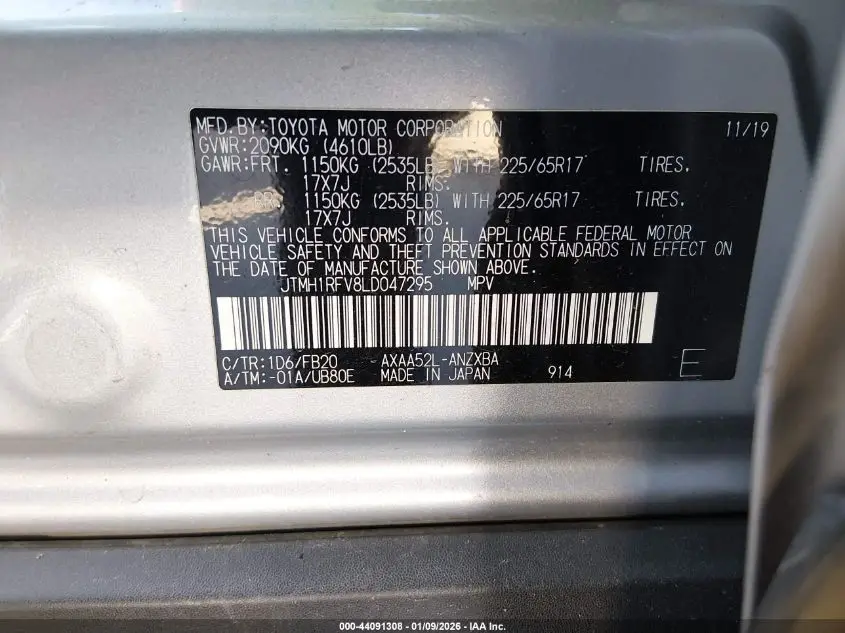 MFD.BY:TOYOTA MOTOR CORPORATION 11/19
GVWR:2090KG (4610LB)
GAWR:FRT. 1150KG (2535LB) WITH 225/65R17 TIRES.
17X7J RIMS.
RR. 1150KG (2535LB) WITH 225/65R17 TIRES.
17X7J RIMS.
THIS VEHICLE CONFORMS TO ALL APPLICABLE FEDERAL MOTOR
VEHICLE SAFETY AND THEFT PREVENTION STANDARDS IN EFFECT ON
THE DATE OF MANUFACTURE SHOWN ABOVE.
JTMH1RFV8LD047295 MPV
C/TR:1D6/FB20 AXAA52L-ANZXBA
A/TM:-01A/UB80E MADE IN JAPAN 914 E
000-44091308 - 01/09/2026 - IAA Inc.